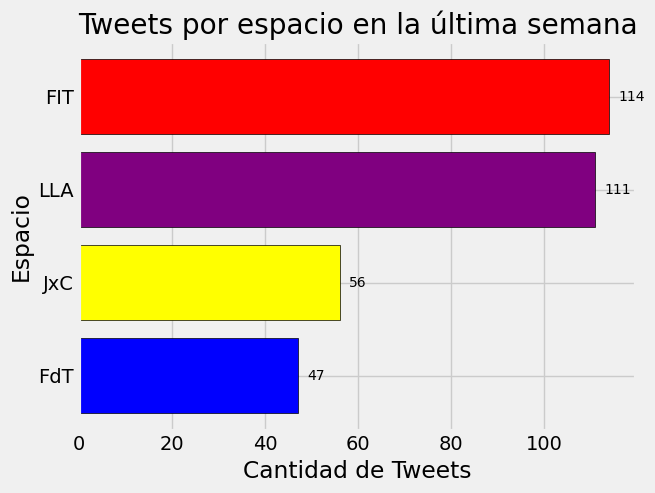 Tweets por espacio en la última semana
FIT
114
LLA
111
JxC
56
FdT
47
Espacio
0 20 40 60 80 100
Cantidad de Tweets